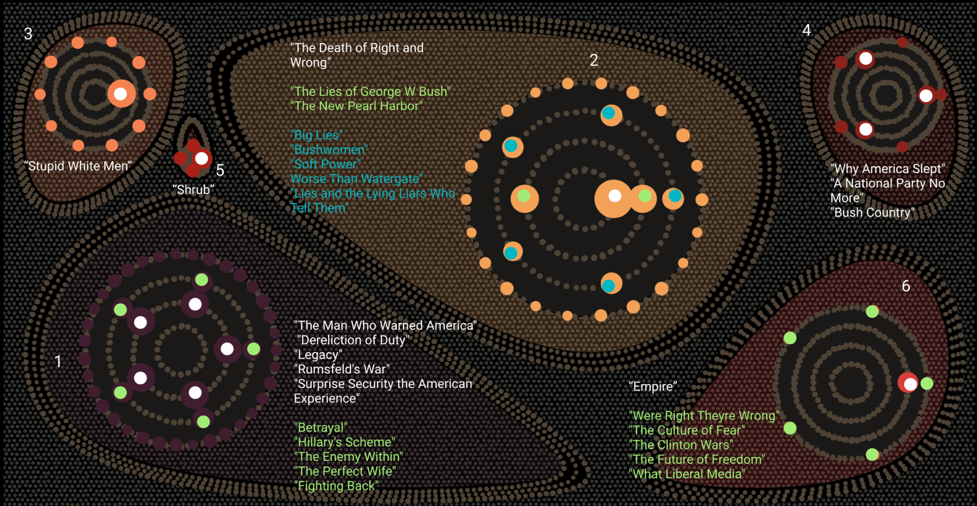 3
"Stupid White Men"
"The Death of Right and
Wrong"
"The Lies of George W Bush"
"The New Pearl Harbor"
"Big Lies"
"Bushwomen"
"Soft Power"
Worse Than Watergate"
"Lies and the Lying Liars Who
Tell Them"
2
4
"Why America Slept"
"A National Party No
More"
"Bush Country"
5
"Shrub"
1
"The Man Who Warned America"
"Dereliction of Duty"
"Legacy"
"Rumsfeld's War"
"Surprise Security the American
Experience"
"Betrayal"
"Hillary's Scheme"
"The Enemy Within"
"The Perfect Wife"
"Fighting Back"
6
"Empire"
"Were Right Theyre Wrong"
"The Culture of Fear"
"The Clinton Wars"
"The Future of Freedom"
"What Liberal Media"